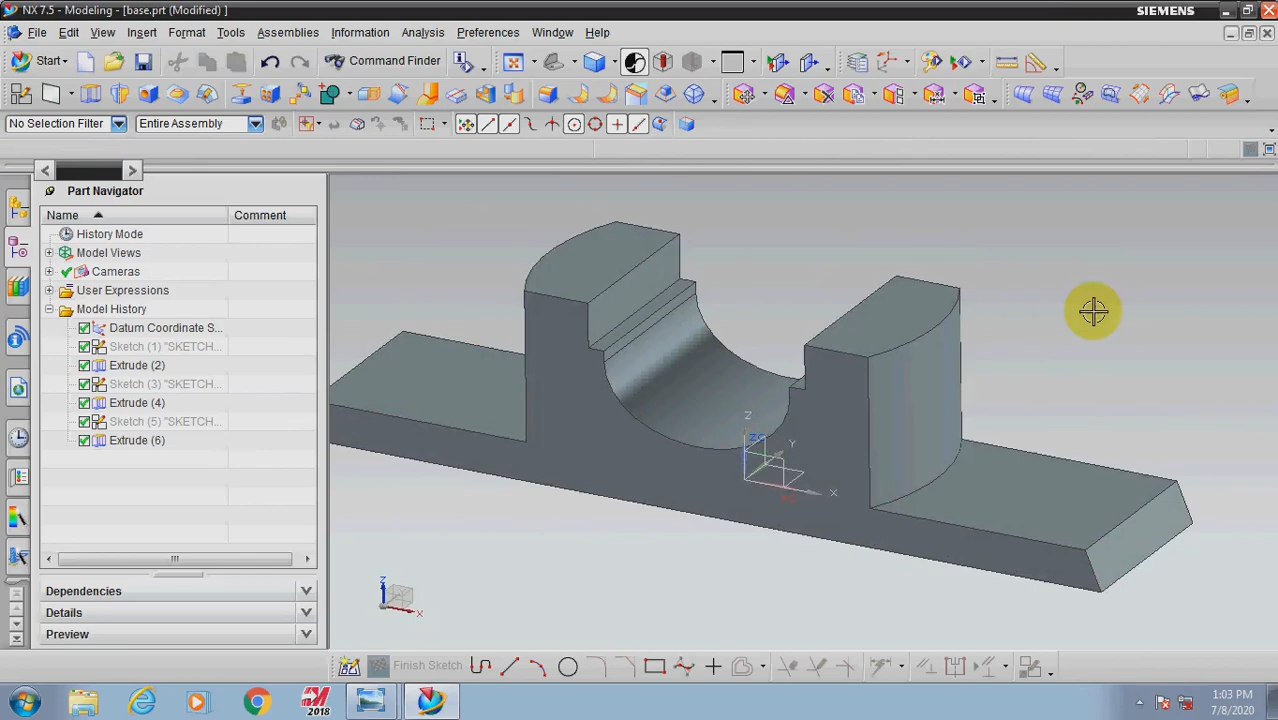 NX 7.5 - Modeling - [base.prt (Modified) ]
SIEMENS
File Edit View Insert Format Tools Assemblies Information Analysis Preferences Window Help
Start Command Finder
No Selection Filter Entire Assembly
Part Navigator
Name Comment
History Mode
Model Views
Cameras
User Expressions
Model History
Datum Coordinate S...
Sketch (1) "SKETCH...
Extrude (2)
Sketch (3) "SKETCH...
Extrude (4)
Sketch (5) "SKETCH...
Extrude (6)
Z
Y
X
Dependencies
Details
Preview
Z
X
Finish Sketch
2018
1:03 PM
7/8/2020